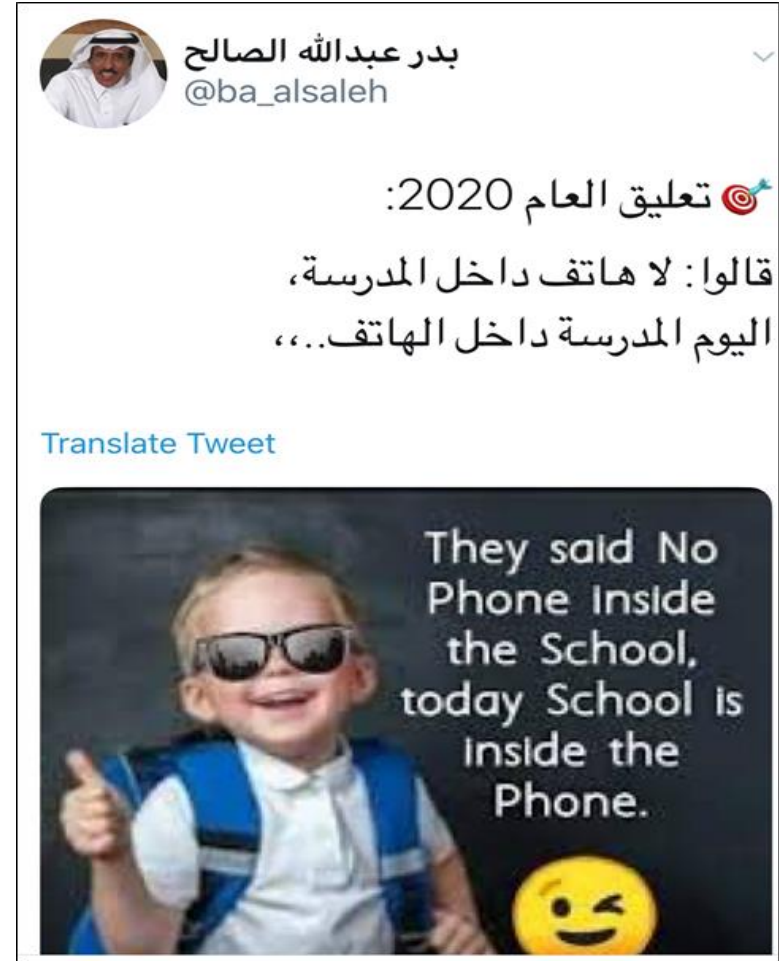 بدر عبدالله الصالح
@ba_alsaleh
🎯 تعليق العام 2020:
قالوا: لا هاتف داخل المدرسة،
اليوم المدرسة داخل الهاتف..،،
Translate Tweet
They said No
Phone inside
the School,
today School is
inside the
Phone.